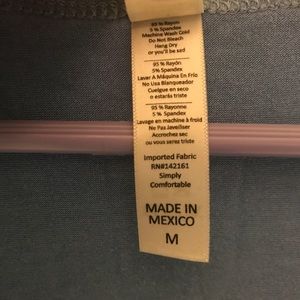 95 % Rayon
5 % Spandex
Machine Wash Cold
Do Not Bleach
Hang Dry
or you'll be sad.
95 % Rayón
5% Spandex
Lavar A Máquina En Frío
No Usa Blanqueador
Cuelgue en seco
o estarás triste
95 % Rayonne
5 % Spandex
Lavage en machine à froid
Ne Pas Javelliser
Accrochez sec
ou vous serez triste
Imported Fabric
RN#142161
Simply
Comfortable
MADE IN
MEXICO
M